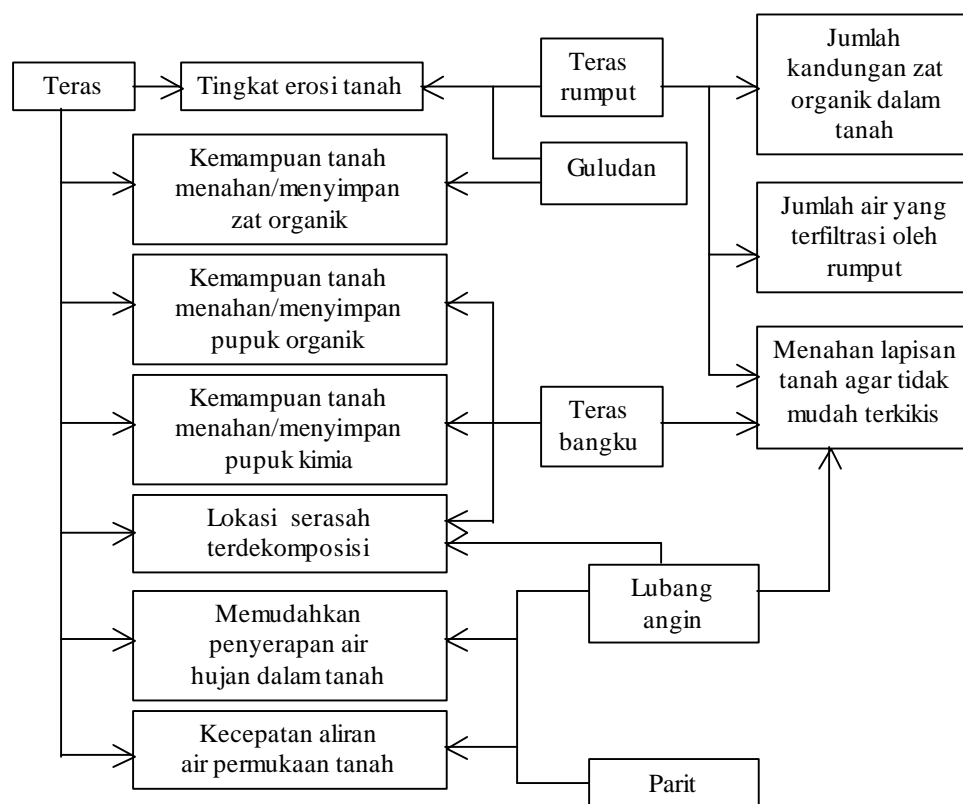 Teras
Tingkat erosi tanah
Teras
rumput
Jumlah
kandungan zat
organik dalam
tanah
Kemampuan tanah
menahan/menyimpan
zat organik
Guludan
Jumlah air yang
terfiltrasi oleh
rumput
Kemampuan tanah
menahan/menyimpan
pupuk organik
Menahan lapisan
tanah agar tidak
mudah terkikis
Kemampuan tanah
menahan/menyimpan
pupuk kimia
Teras
bangku
Lokasi serasah
terdekomposisi
Lubang
angin
Memudahkan
penyerapan air
hujan dalam tanah
Kecepatan aliran
air permukaan tanah
Parit